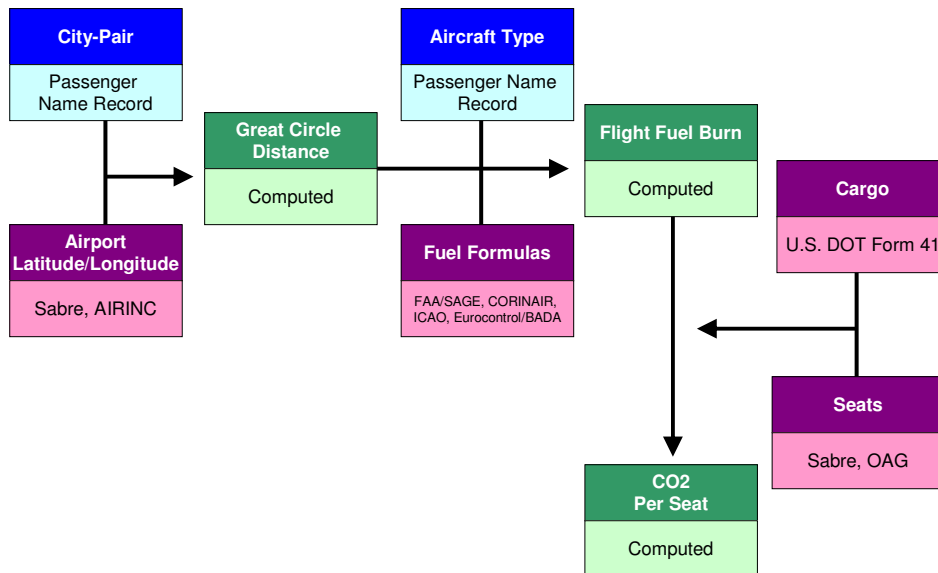 City-Pair
Passenger
Name Record
Aircraft Type
Passenger Name
Record
Great Circle
Distance
Computed
Flight Fuel Burn
Computed
Airport
Latitude/Longitude
Sabre, AIRINC
Fuel Formulas
FAA/SAGE, CORINAIR,
ICAO, Eurocontrol/BADA
Cargo
U.S. DOT Form 41
Seats
Sabre, OAG
CO2
Per Seat
Computed